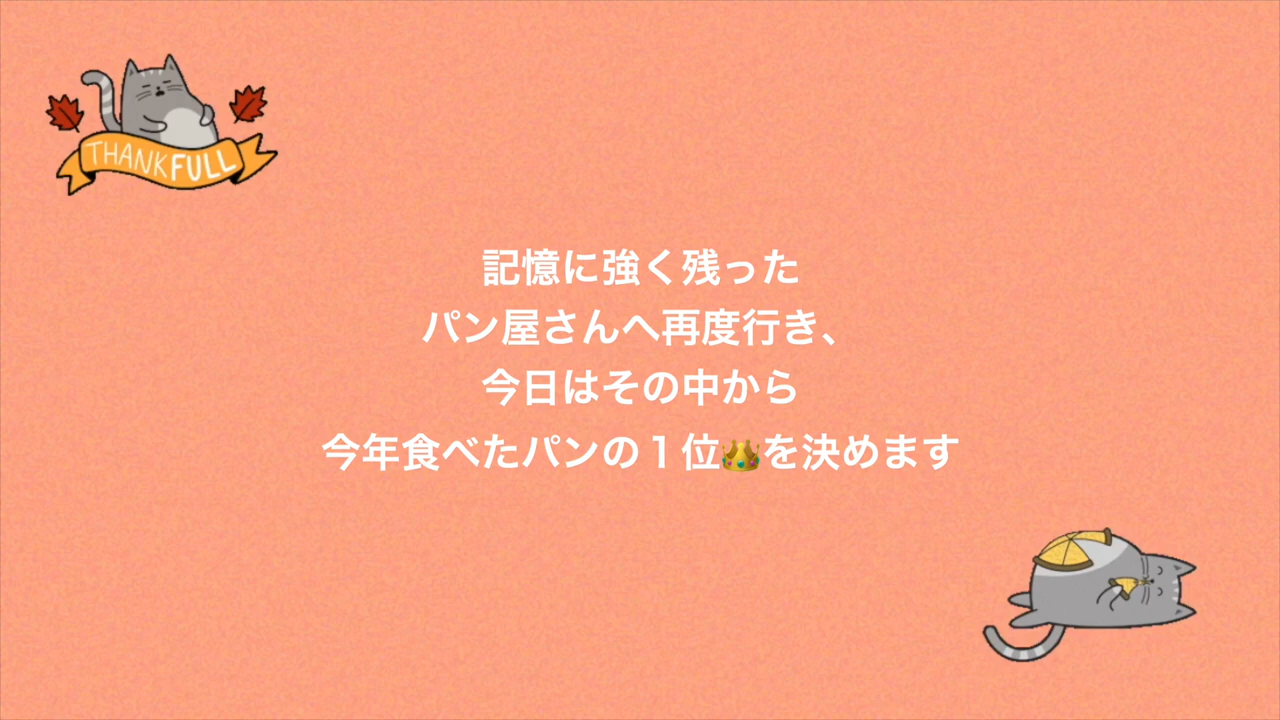 THANKFULL
記憶に強く残った
パン屋さんへ再度行き、
今日はその中から
今年食べたパンの１位👑を決めます